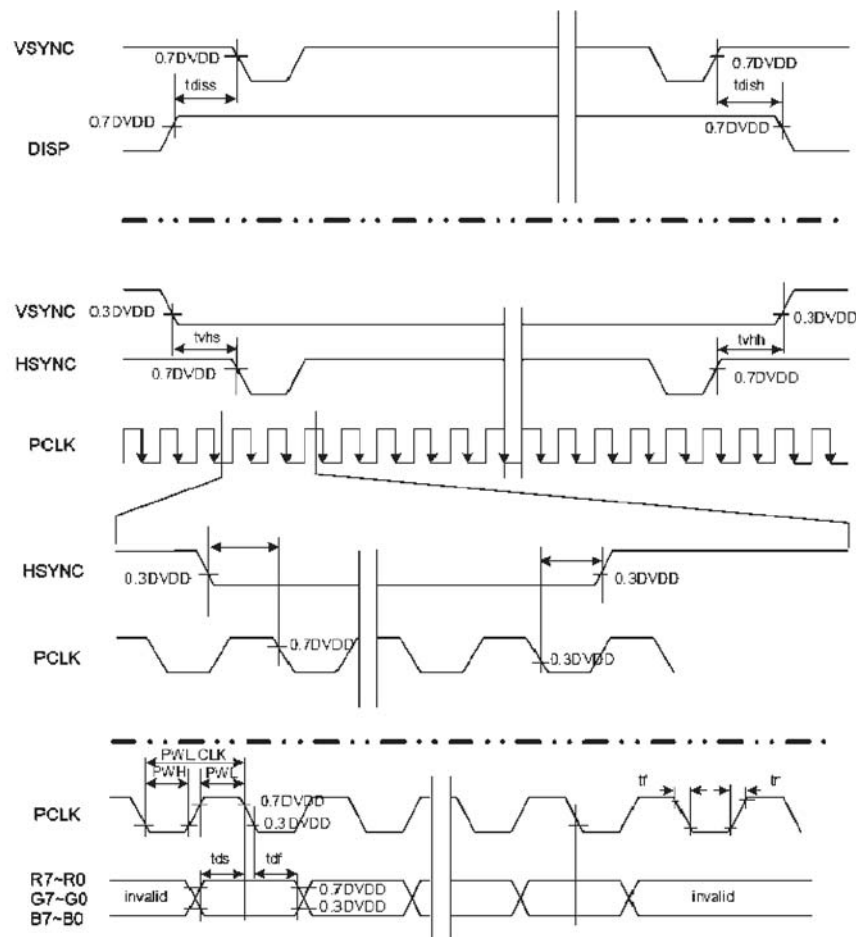 VSYNC
0.7DVDD
0.7DVDD
tdiss
tdish
0.7DVDD
0.7DVDD
DISP
VSYNC
0.3DVDD
0.3DVDD
tvhs
tvhh
HSYNC
0.7DVDD
0.7DVDD
PCLK
HSYNC
0.3DVDD
0.3DVDD
PCLK
0.7DVDD
0.3DVDD
PWL CLK
PWH
PWL
tf
tr
PCLK
0.7DVDD
0.3DVDD
tds
tdf
R7~R0
G7~G0
B7~B0
invalid
0.7DVDD
0.3DVDD
invalid